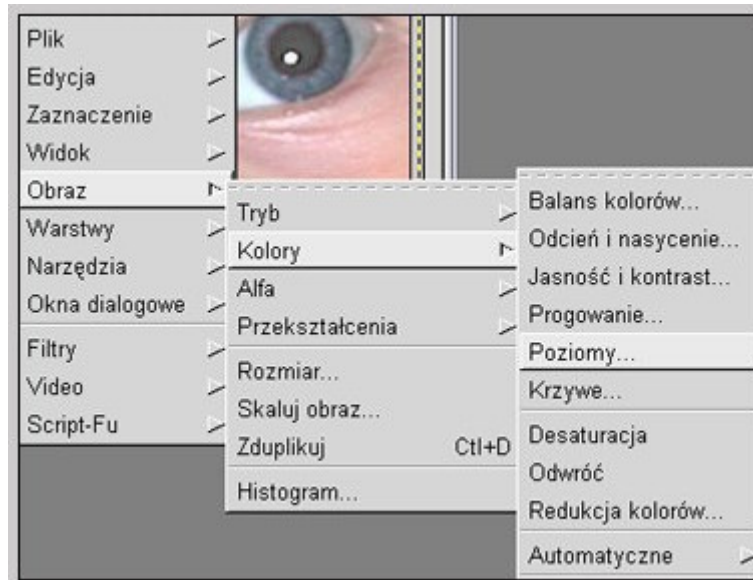 Plik
Edycja
Zaznaczenie
Widok
Obraz
Warstwy
Narzędzia
Okna dialogowe
Filtry
Video
Script-Fu
Tryb
Kolory
Alfa
Przekształcenia
Rozmiar...
Skaluj obraz...
Zduplikuj Ctl+D
Histogram...
Balans kolorów...
Odcień i nasycenie...
Jasność i kontrast...
Progowanie...
Poziomy...
Krzywe...
Desaturacja
Odwróć
Redukcja kolorów...
Automatyczne